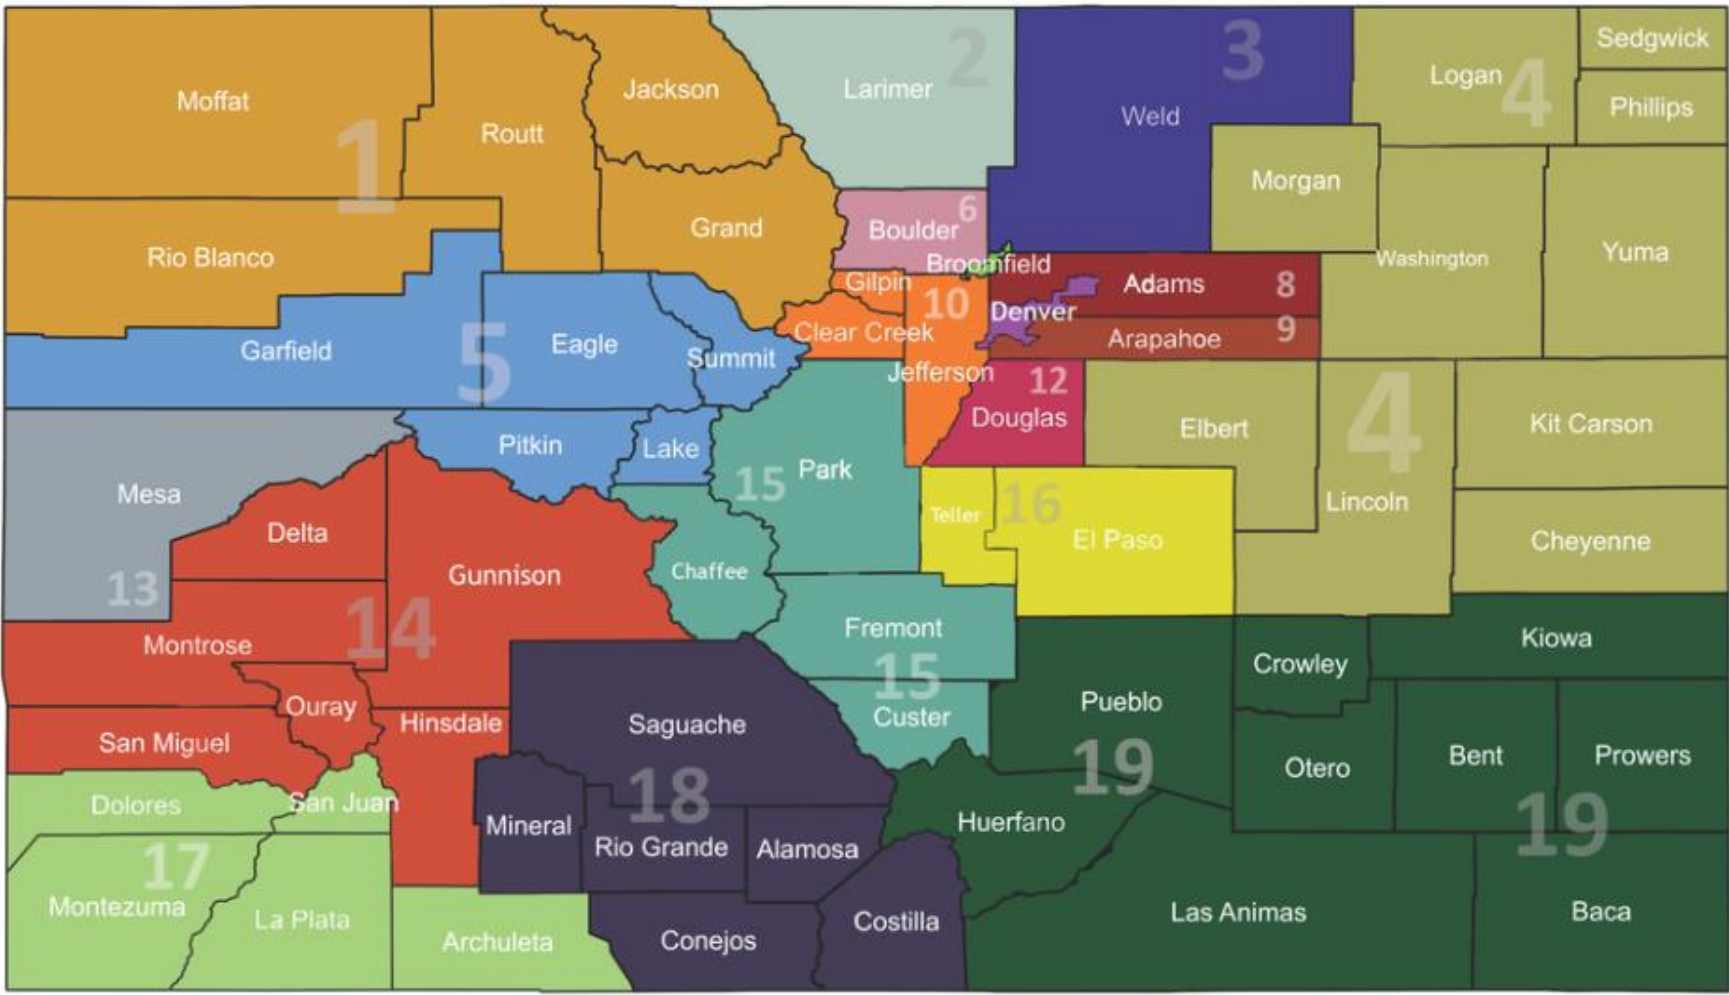 2
3
Sedgwick
Logan
4
Jackson
Larimer
Moffat
Phillips
Weld
Routt
1
Morgan
6
Grand
Boulder
Rio Blanco
Washington
Yuma
Broomfield
Gilpin
10
Adams
8
Denver
Clear Creek
Arapahoe
9
Garfield
5
Eagle
Summit
Jefferson
12
Douglas
4
Elbert
Kit Carson
Pitkin
Lake
Park
15
Mesa
16
Lincoln
Teller
Delta
El Paso
Cheyenne
Gunnison
Chaffee
13
14
Montrose
Fremont
Kiowa
Crowley
15
Ouray
Pueblo
Hinsdale
Saguache
Custer
San Miguel
Bent
Prowers
Otero
19
Dolores
San Juan
18
Mineral
Huerfano
19
Rio Grande
Alamosa
17
Montezuma
La Plata
Costilla
Las Animas
Baca
Archuleta
Conejos